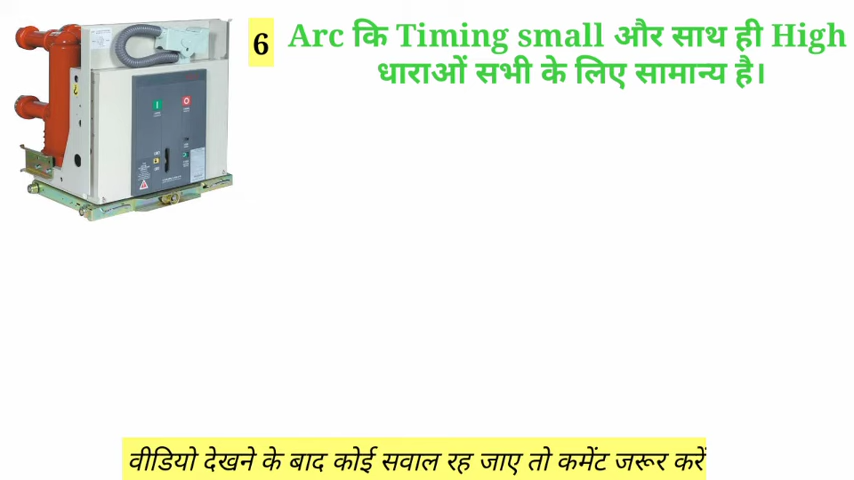 6
Arc कि Timing small और साथ ही High
धाराओं सभी के लिए सामान्य है।
वीडियो देखने के बाद कोई सवाल रह जाए तो कमेंट जरूर करें